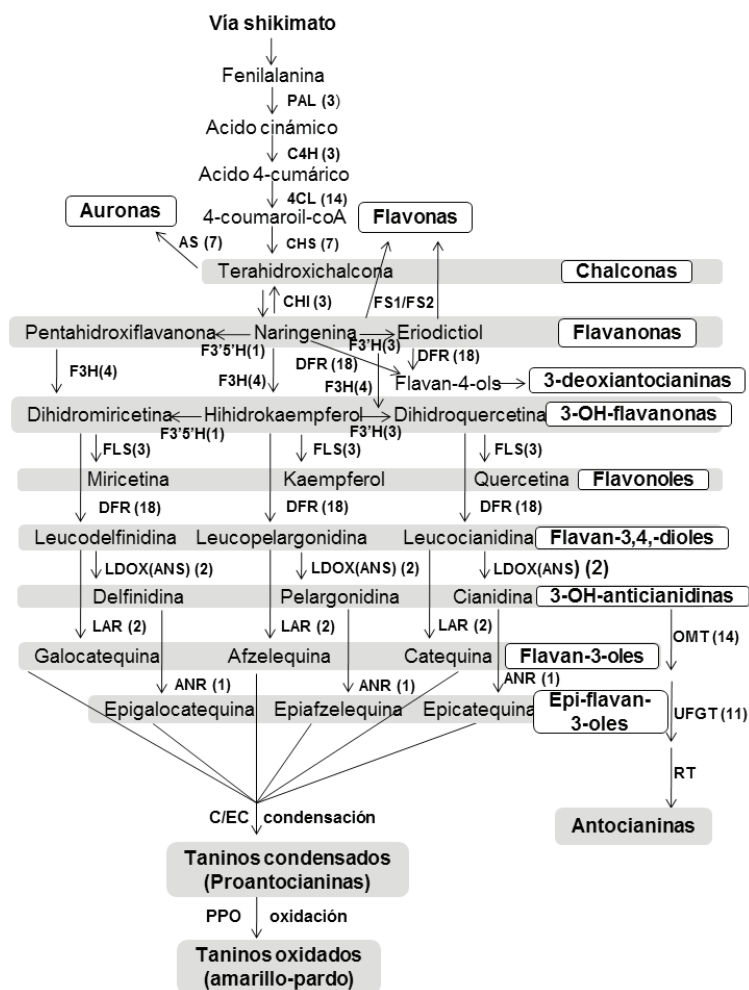 Vía shikimato
Fenilalanina
PAL (3)
Acido cinámico
C4H (3)
Acido 4-cumárico
4CL (14)
Auronas
4-coumaroil-coA
Flavonas
AS (7)
CHS (7)
Terahidroxichalcona
Chalconas
CHI (3)
FS1/FS2
Pentahidroxiflavanona
Naringenina
Eriodictiol
Flavanonas
F3'5'H(1)
F3'H(3)
DFR (18)
DFR (18)
F3H(4)
F3H(4)
F3H(4)
Flavan-4-ols
3-deoxiantocianinas
Dihidromiricetina
Hihidrokaempferol
Dihidroquercetina
3-OH-flavanonas
F3'5'H(1)
F3'H(3)
FLS(3)
FLS(3)
FLS(3)
Miricetina
Kaempferol
Quercetina
Flavonoles
DFR (18)
DFR (18)
DFR (18)
Leucodelfinidina
Leucopelargonidina
Leucocianidina
Flavan-3,4,-dioles
LDOX(ANS) (2)
LDOX(ANS) (2)
LDOX(ANS) (2)
Delfinidina
Pelargonidina
Cianidina
3-OH-anticianidinas
LAR (2)
LAR (2)
LAR (2)
OMT (14)
Galocatequina
Afzelequina
Catequina
Flavan-3-oles
ANR (1)
ANR (1)
ANR (1)
Epigalocatequina
Epiafzelequina
Epicatequina
Epi-flavan-
3-oles
UFGT (11)
RT
C/EC condensación
Antocianinas
Taninos condensados
(Proantocianinas)
PPO oxidación
Taninos oxidados
(amarillo-pardo)